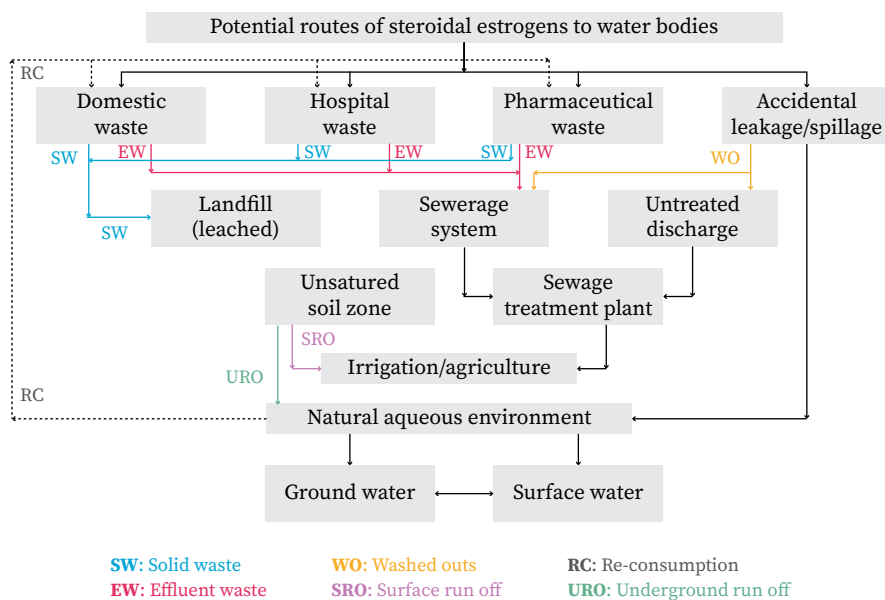 Potential routes of steroidal estrogens to water bodies
RC
Domestic
waste
Hospital
waste
Pharmaceutical
waste
Accidental
leakage/spillage
SW
EW
SW
EW
SW
EW
WO
Landfill
(leached)
Sewerage
system
Untreated
discharge
SW
Unsatured
soil zone
Sewage
treatment plant
SRO
Irrigation/agriculture
URO
RC
Natural aqueous environment
Ground water
Surface water
SW: Solid waste
WO: Washed outs
RC: Re-consumption
EW: Effluent waste
SRO: Surface run off
URO: Underground run off